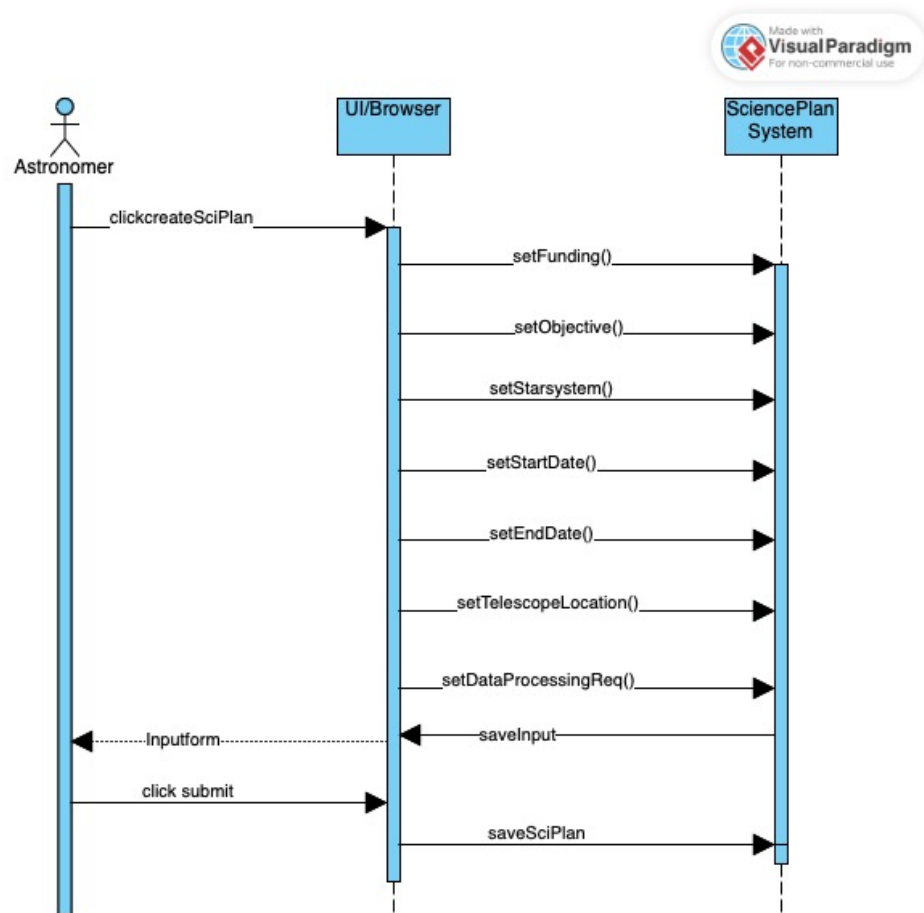 Made with
Visual Paradigm
For non-commercial use
UI/Browser
SciencePlan
System
Astronomer
clickcreateSciPlan
setFunding()
setObjective()
setStarsystem()
setStartDate()
setEndDate()
setTelescopeLocation()
setDataProcessingReq()
saveInput
Inputform
click submit
saveSciPlan